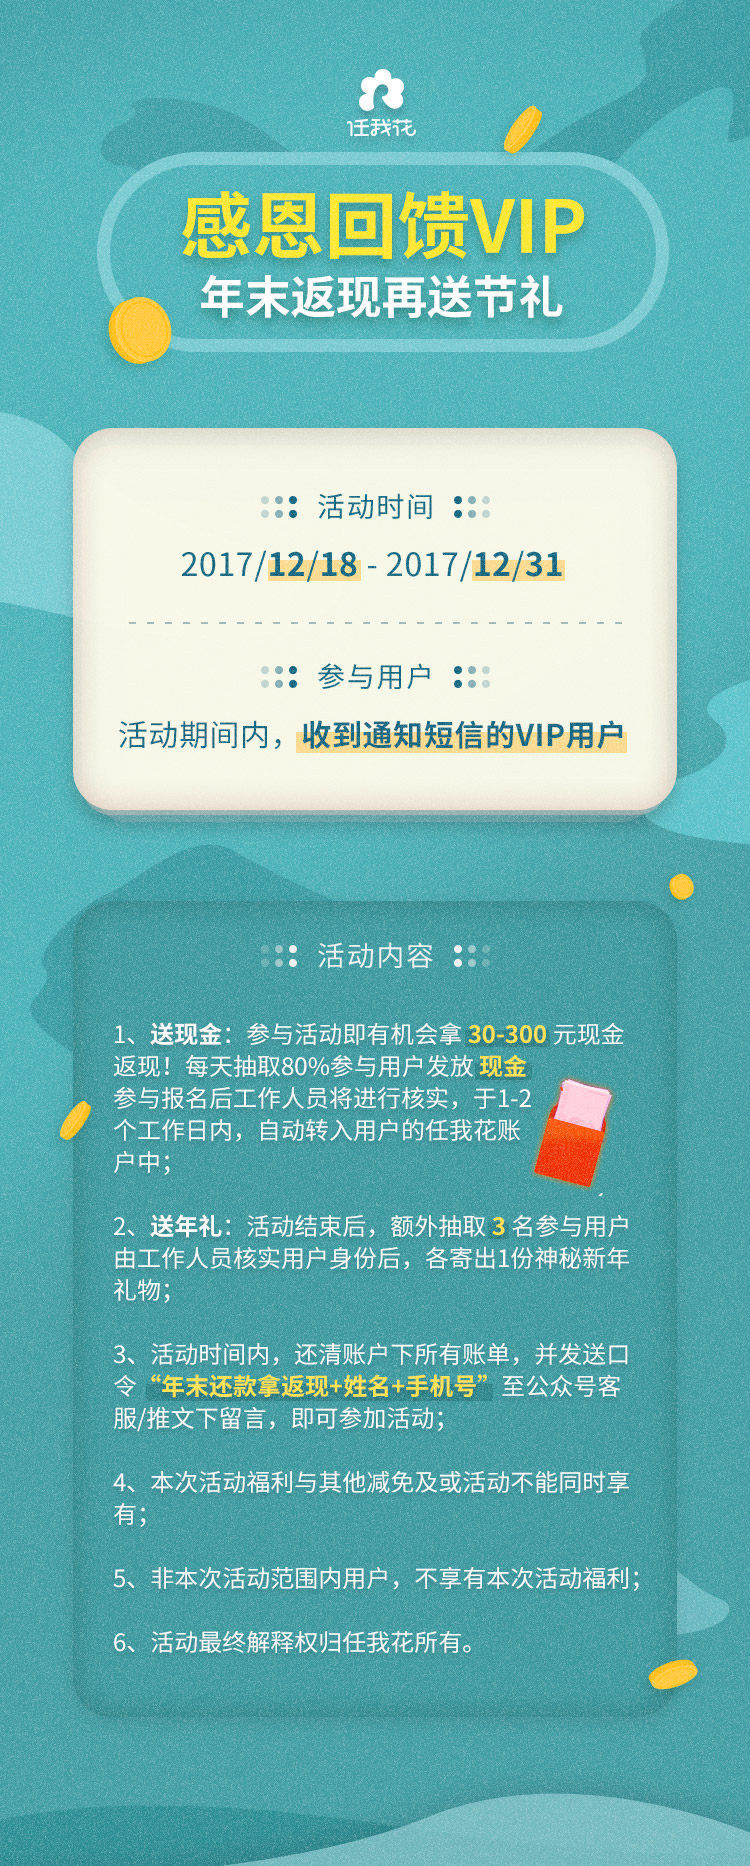 任我花
感恩回馈VIP
年末返现再送节礼
活动时间
2017/12/18 - 2017/12/31
参与用户
活动期间内，收到通知短信的VIP用户
活动内容
1、送现金：参与活动即有机会拿 30-300 元现金
返现！每天抽取80%参与用户发放 现金
参与报名后工作人员将进行核实，于1-2
个工作日内，自动转入用户的任我花账
户中；
2、送年礼：活动结束后，额外抽取 3 名参与用户
由工作人员核实用户身份后，各寄出1份神秘新年
礼物；
3、活动时间内，还清账户下所有账单，并发送口
令“年末还款拿返现+姓名+手机号”至公众号客
服/推文下留言，即可参加活动；
4、本次活动福利与其他减免及或活动不能同时享
有；
5、非本次活动范围内用户，不享有本次活动福利；
6、活动最终解释权归任我花所有。